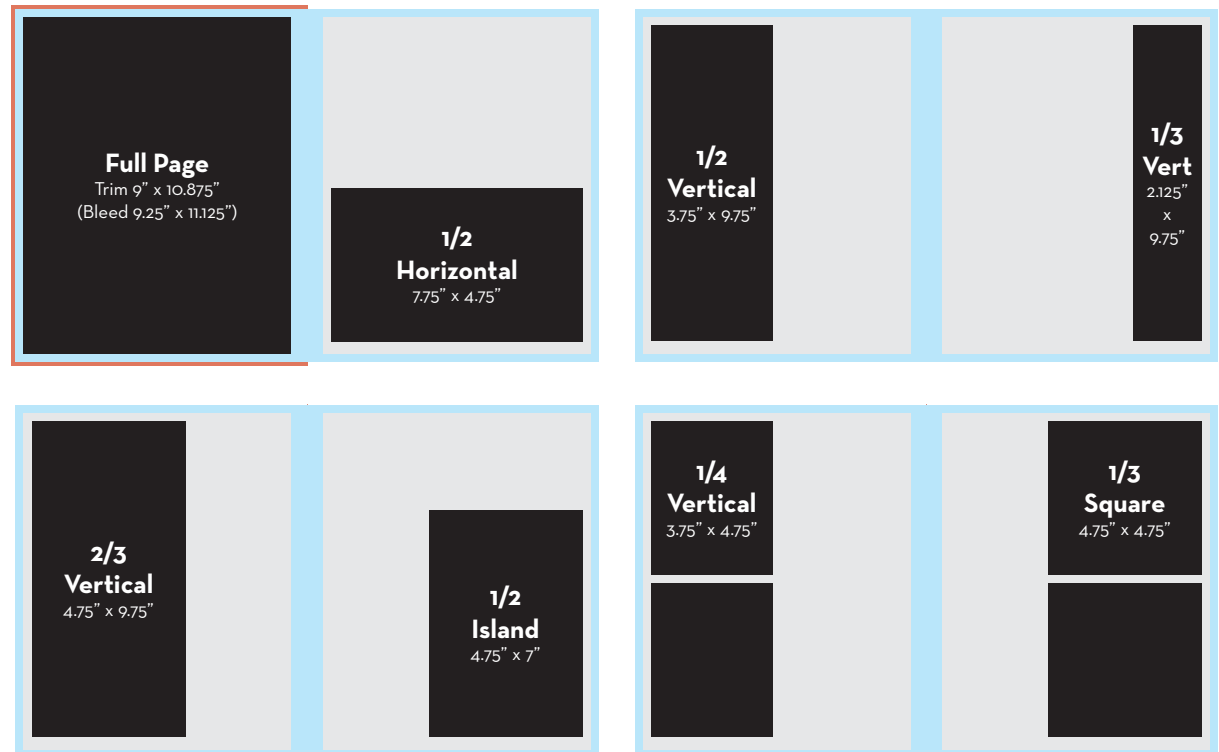 Full Page
Trim 9” x 10.875”
(Bleed 9.25” x 11.125”)
1/2
Horizontal
7.75” x 4.75”
1/2
Vertical
3.75” x 9.75”
1/3
Vert
2.125”
x
9.75”
2/3
Vertical
4.75” x 9.75”
1/2
Island
4.75” x 7”
1/4
Vertical
3.75” x 4.75”
1/3
Square
4.75” x 4.75”